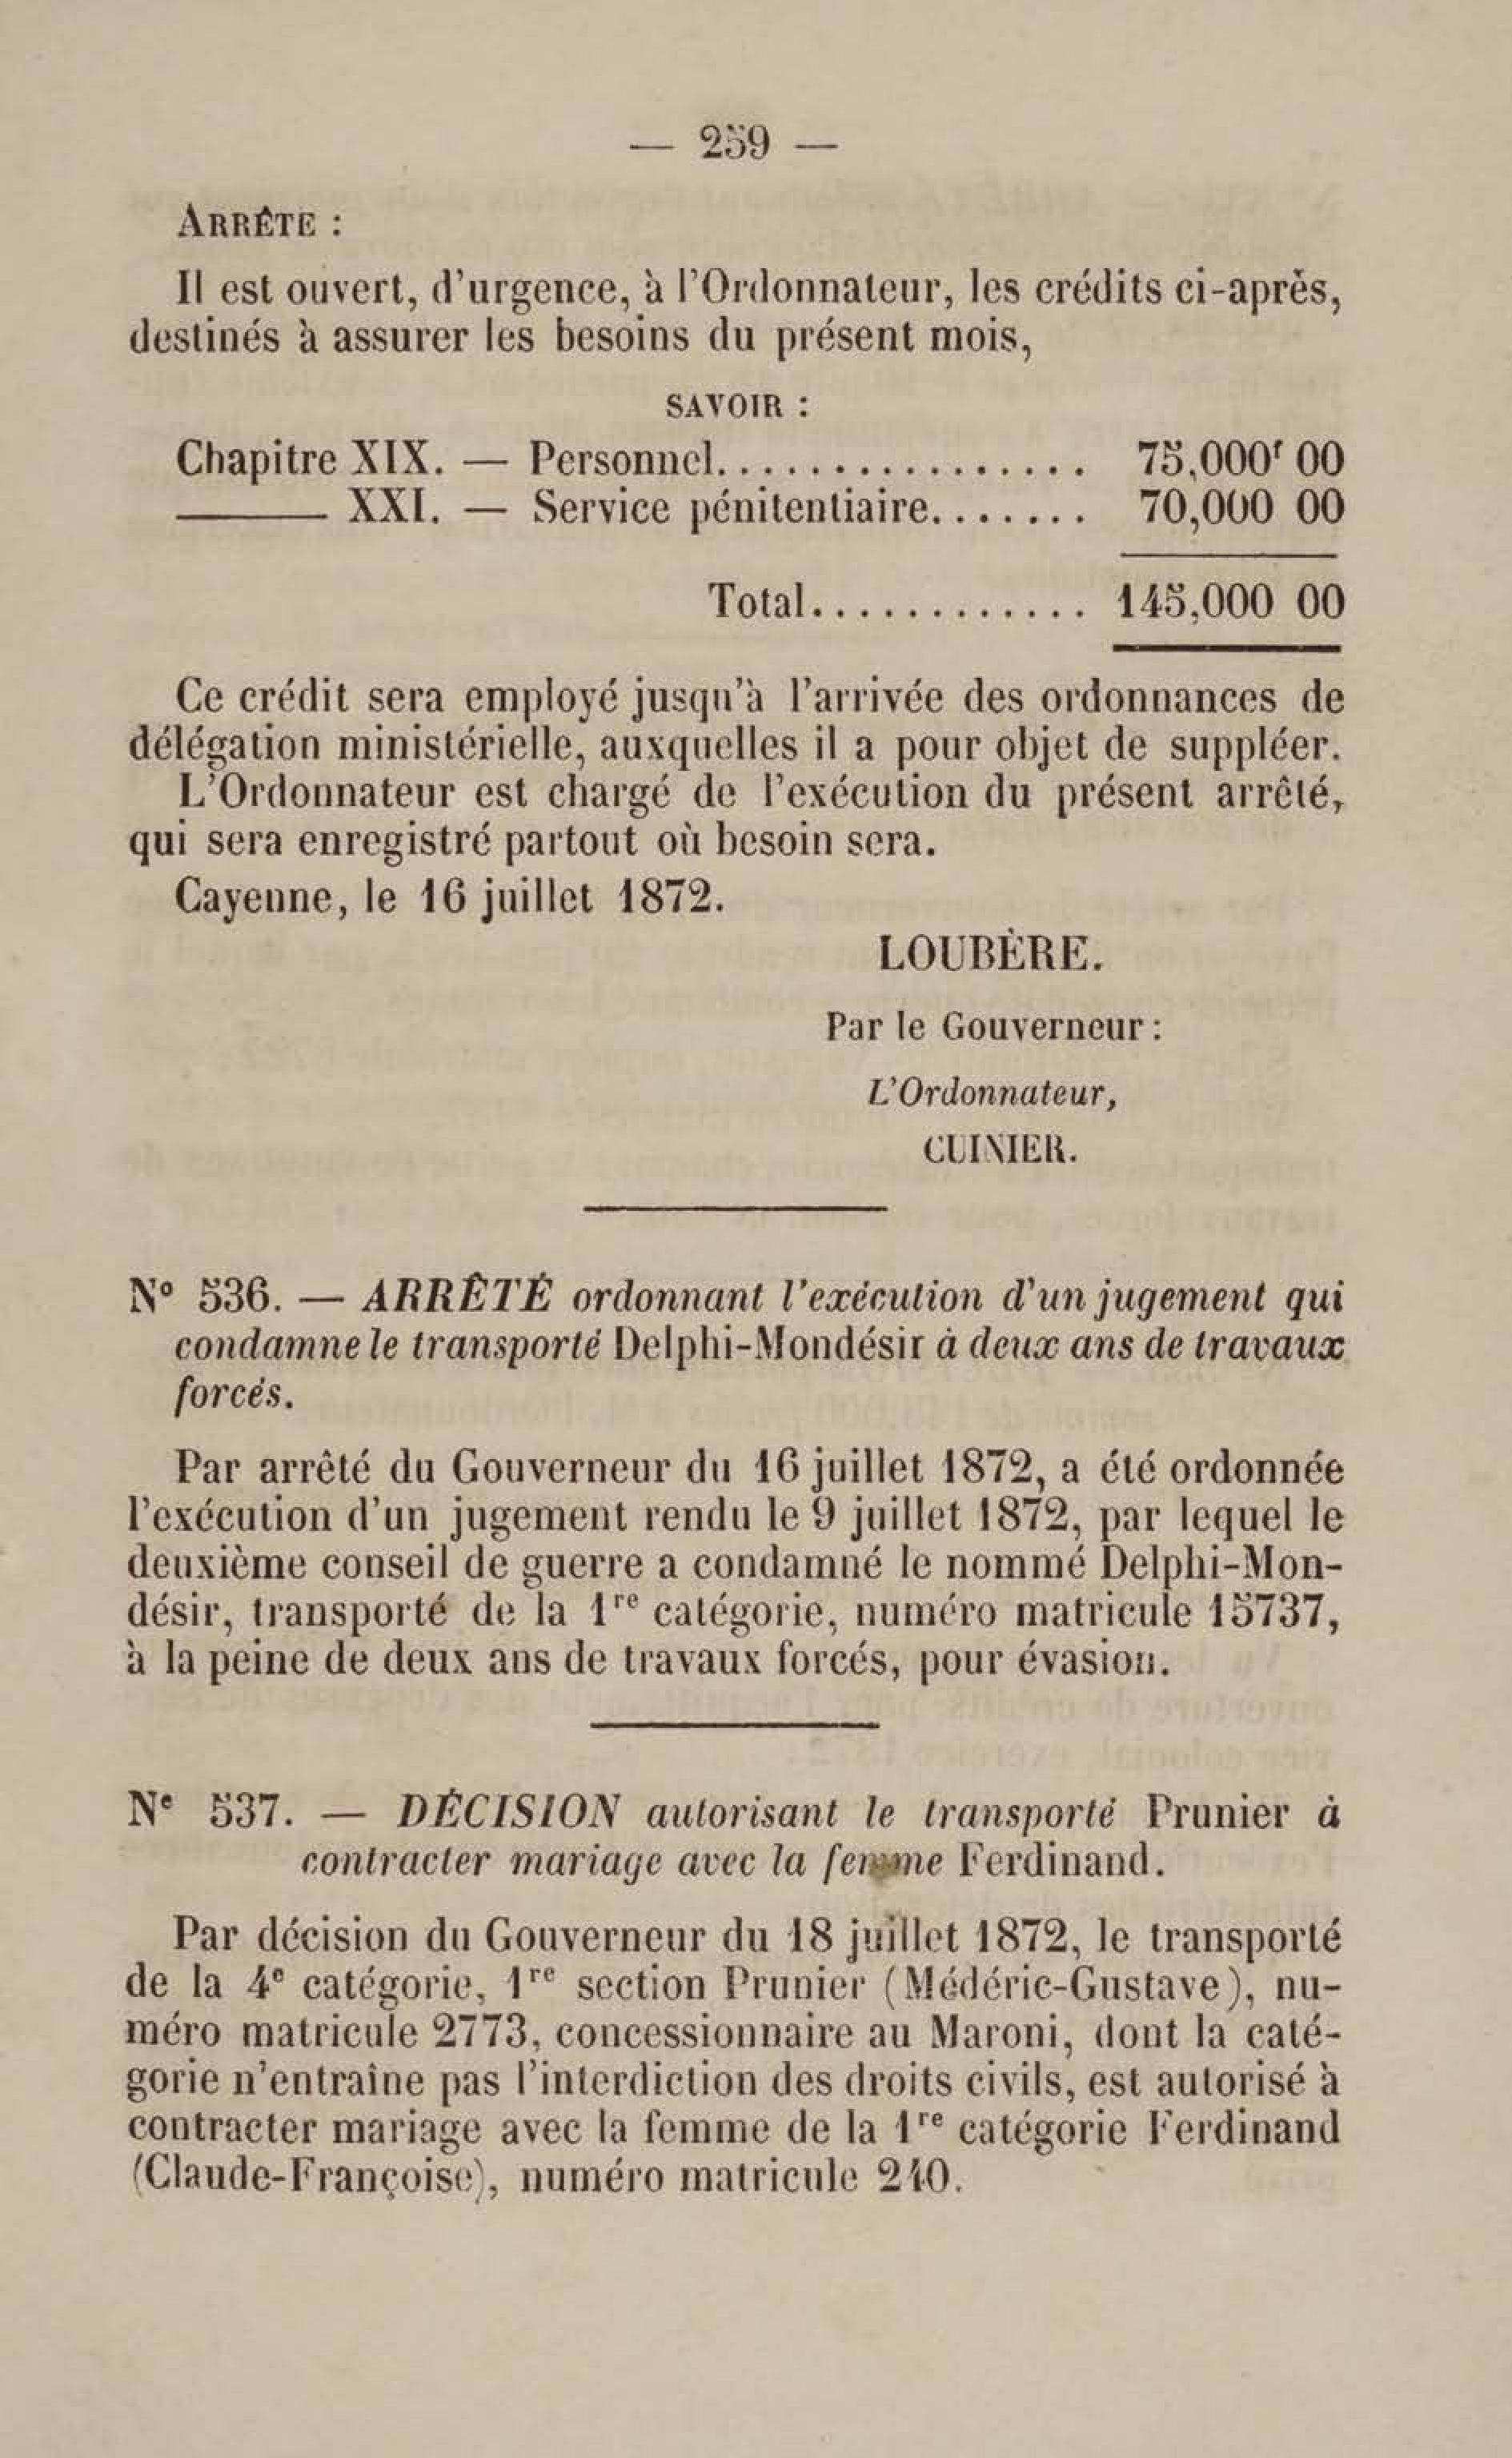 — 259 —
ARRÊTE :
Il est ouvert, d'urgence, à l'Ordonnateur, les crédits ci-après,
destinés à assurer les besoins du présent mois,
SAVOIR :
Chapitre XIX. — Personnel................ 75,000ᶠ 00
——— XXI. — Service pénitentiaire....... 70,000 00
Total............ 145,000 00
Ce crédit sera employé jusqu'à l'arrivée des ordonnances de
délégation ministérielle, auxquelles il a pour objet de suppléer.
L'Ordonnateur est chargé de l'exécution du présent arrêté,
qui sera enregistré partout où besoin sera.
Cayenne, le 16 juillet 1872.
LOUBÈRE.
Par le Gouverneur :
L'Ordonnateur,
CUINIER.
N° 536. — ARRÊTÉ ordonnant l'exécution d'un jugement qui
condamne le transporté Delphi-Mondésir à deux ans de travaux
forcés.
Par arrêté du Gouverneur du 16 juillet 1872, a été ordonnée
l'exécution d'un jugement rendu le 9 juillet 1872, par lequel le
deuxième conseil de guerre a condamné le nommé Delphi-Mon-
désir, transporté de la 1re catégorie, numéro matricule 15737,
à la peine de deux ans de travaux forcés, pour évasion.
Ne 537. — DÉCISION autorisant le transporté Prunier à
contracter mariage avec la femme Ferdinand.
Par décision du Gouverneur du 18 juillet 1872, le transporté
de la 4e catégorie, 1re section Prunier (Médéric-Gustave), nu-
méro matricule 2773, concessionnaire au Maroni, dont la caté-
gorie n'entraîne pas l'interdiction des droits civils, est autorisé à
contracter mariage avec la femme de la 1re catégorie Ferdinand
(Claude-Françoise), numéro matricule 240.